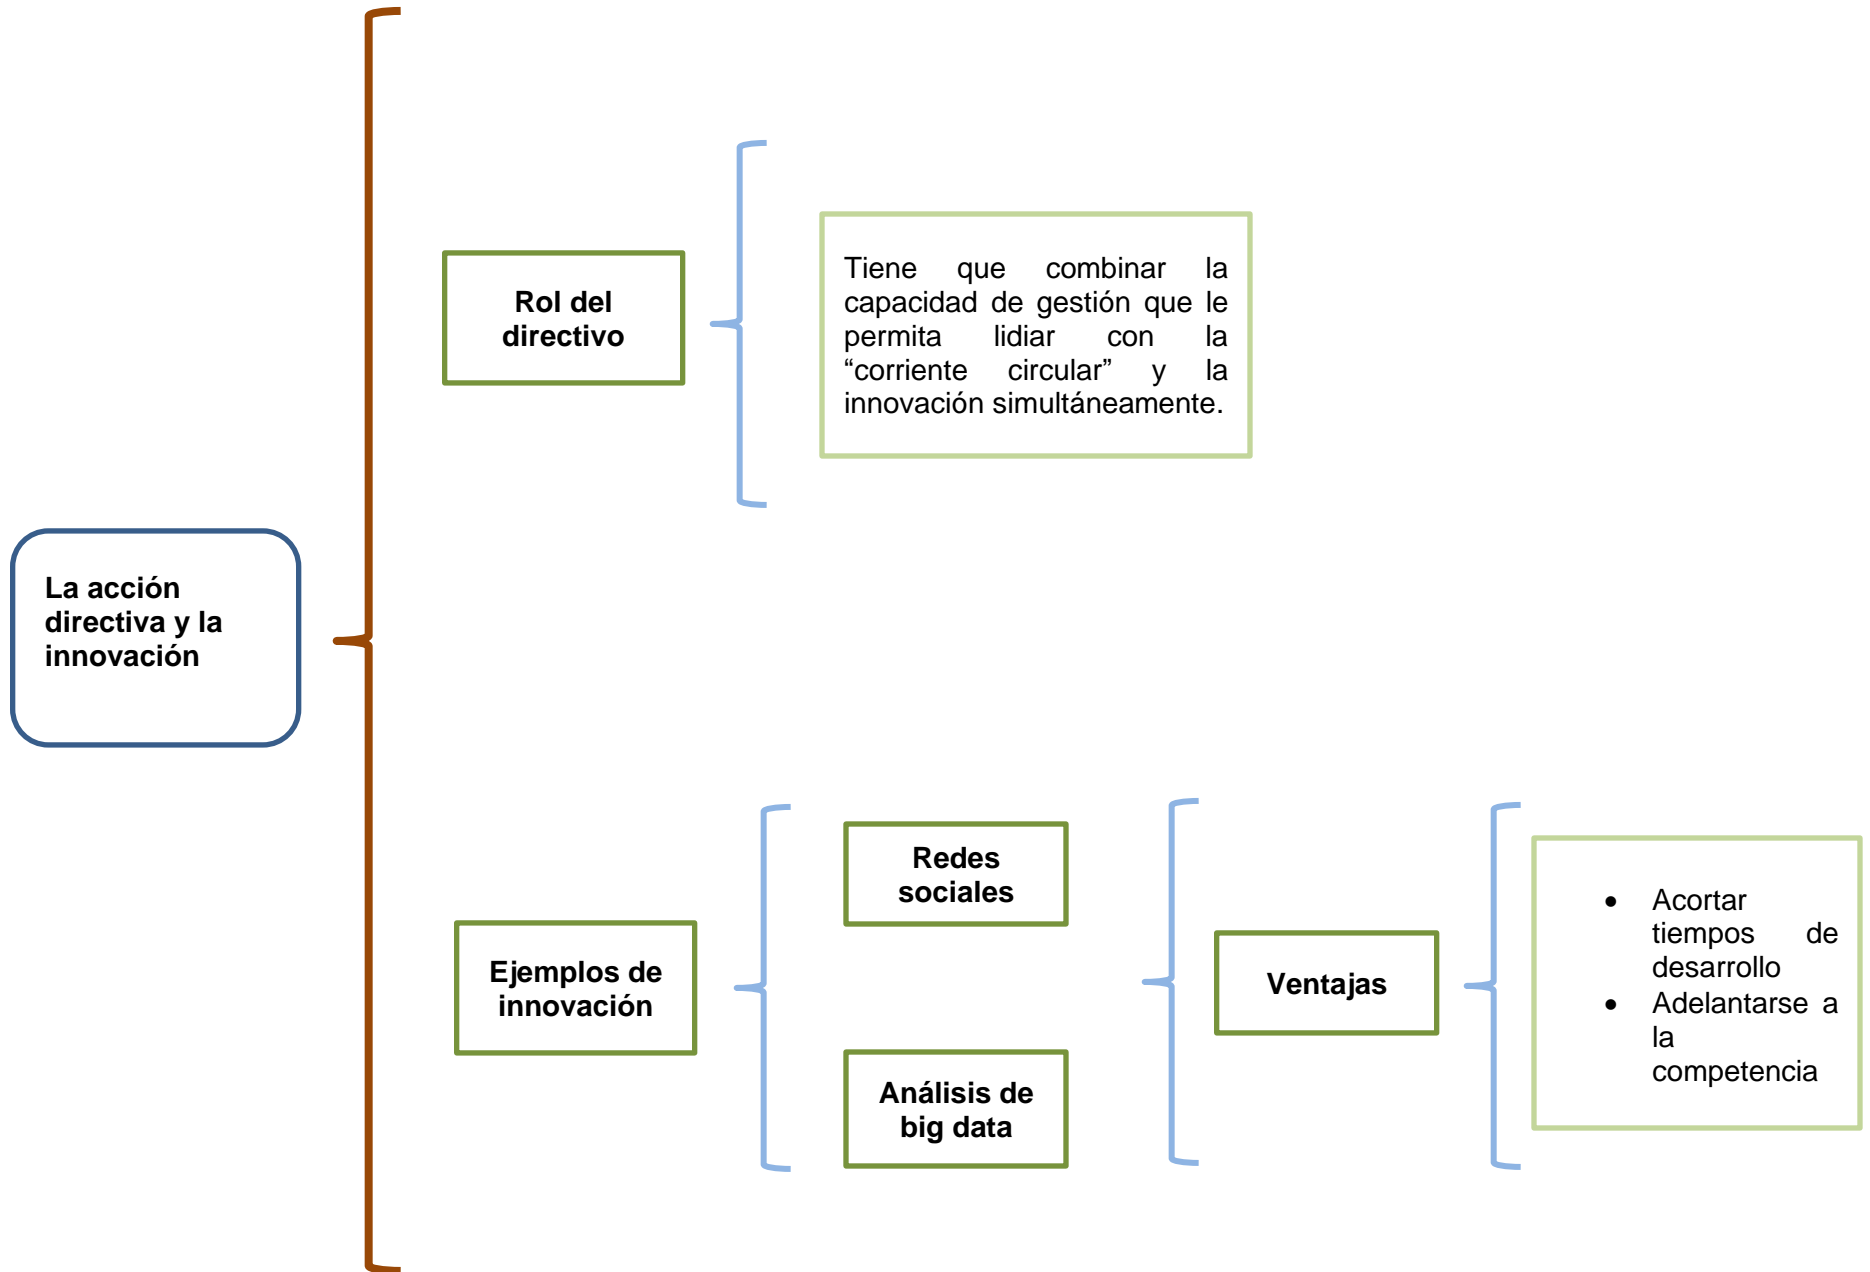 La acción
directiva y la
innovación
Rol del
directivo
Tiene que combinar la
capacidad de gestión que le
permita lidiar con la
“corriente circular” y la
innovación simultáneamente.
Ejemplos de
innovación
Redes
sociales
Análisis de
big data
Ventajas
• Acortar
tiempos de
desarrollo
• Adelantarse a
la
competencia